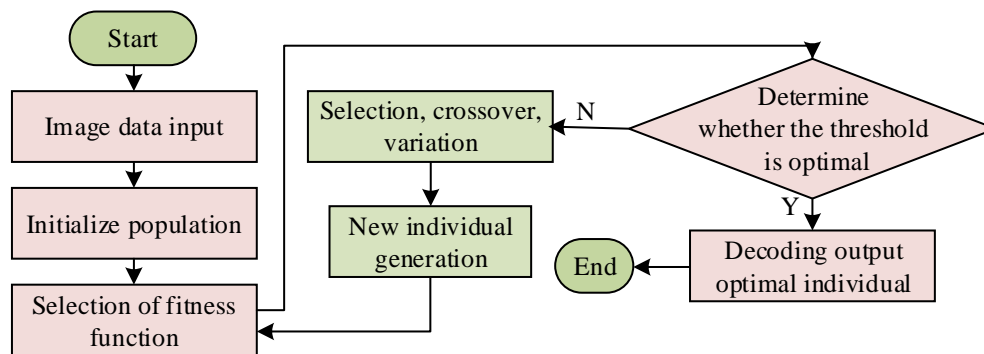 Start
Image data input
Initialize population
Selection of fitness
function
Selection, crossover,
variation
New individual
generation
N
Determine
whether the threshold
is optimal
Y
Decoding output
optimal individual
End